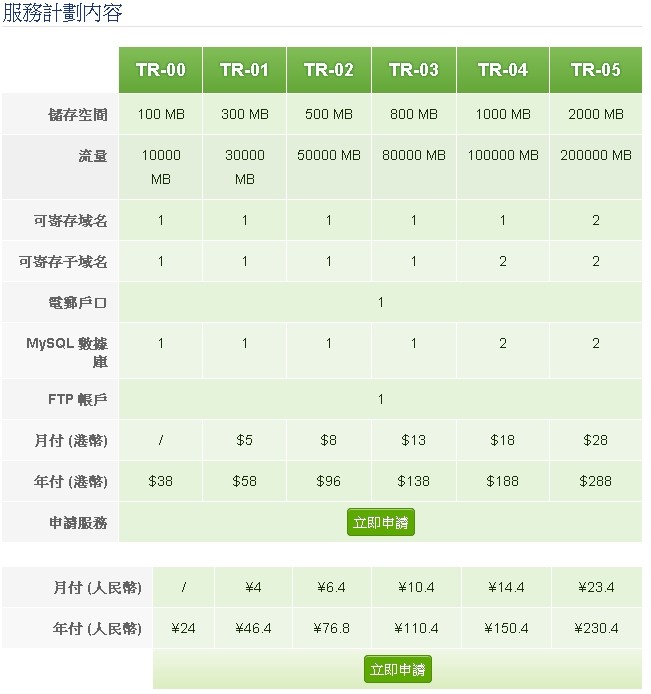 服務計劃內容
TR-00 TR-01 TR-02 TR-03 TR-04 TR-05
儲存空間 100 MB 300 MB 500 MB 800 MB 1000 MB 2000 MB
流量 10000 MB 30000 MB 50000 MB 80000 MB 100000 MB 200000 MB
可寄存域名 1 1 1 1 1 2
可寄存子域名 1 1 1 1 2 2
電郵戶口 1
MySQL 數據庫 1 1 1 1 2 2
FTP 帳戶 1
月付 (港幣) / $5 $8 $13 $18 $28
年付 (港幣) $38 $58 $96 $138 $188 $288
申請服務 立即申請
月付 (人民幣) / ¥4 ¥6.4 ¥10.4 ¥14.4 ¥23.4
年付 (人民幣) ¥24 ¥46.4 ¥76.8 ¥110.4 ¥150.4 ¥230.4
立即申請